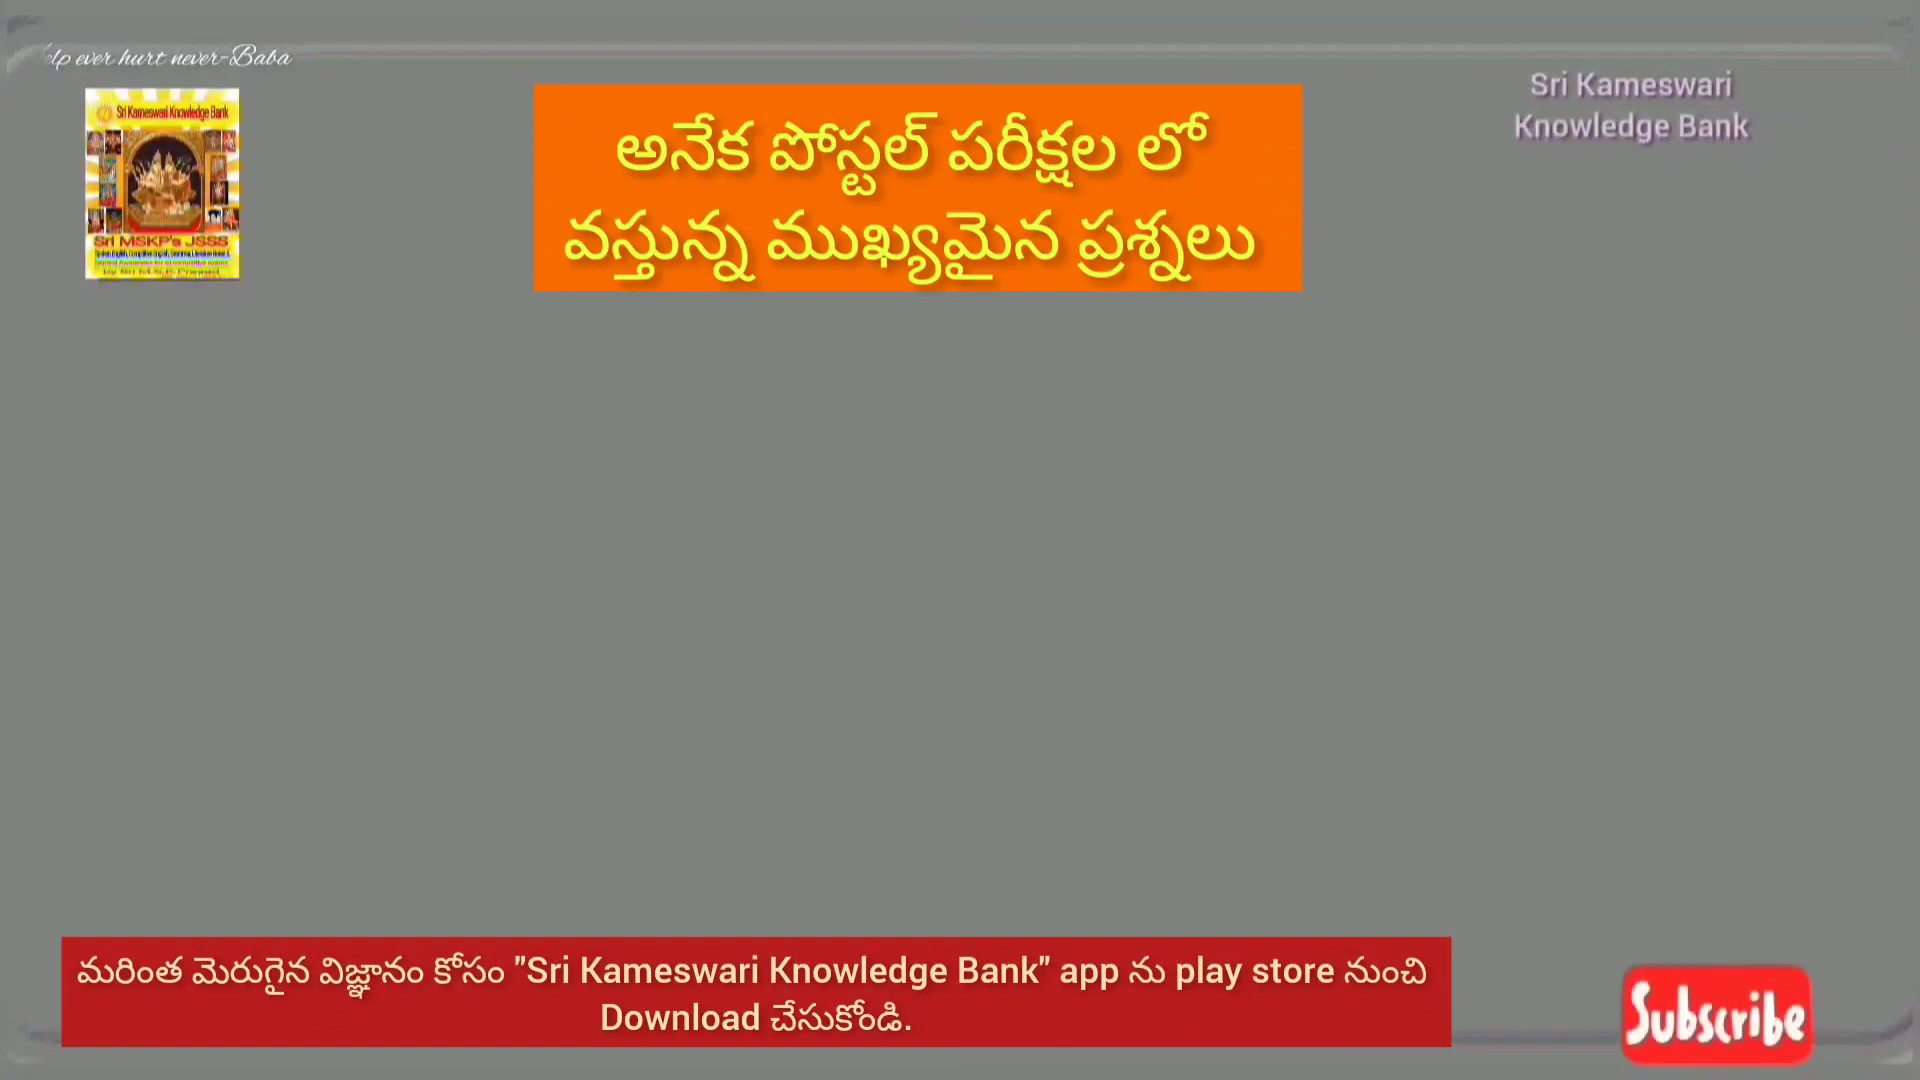 elp ever hurt never-Baba
Sri Kameswari
Knowledge Bank
Sri Kameswari Knowledge Bank
Sri MSKP's JSSS
అనేక పోస్టల్ పరీక్షల లో
వస్తున్న ముఖ్యమైన ప్రశ్నలు
మరింత మెరుగైన విజ్ఞానం కోసం "Sri Kameswari Knowledge Bank" app ను play store నుంచి
Download చేసుకోండి.
Subscribe